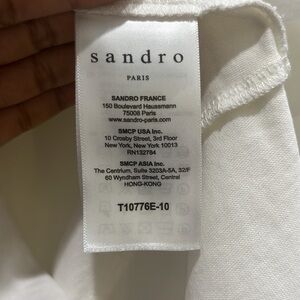 sandro
PARIS
SANDRO FRANCE
150 Boulevard Haussmann
75008 Paris
www.sandro-paris.com
SMCP USA Inc.
10 Crosby Street, 3rd Floor
New York, New York 10013
RN132784
SMCP ASIA Inc.
The Centrium, Suite 3203A-5A, 32/F
60 Wyndham Street, Central
HONG-KONG
T10776E-10